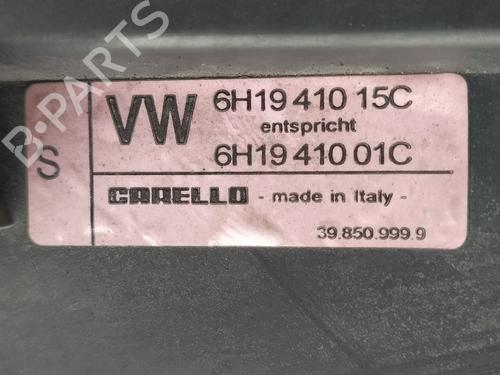 B-PARTS
VW 6H19 410 15C
entspricht
S 6H19 410 01C
CARELLO - made in Italy -
39.850.999.9